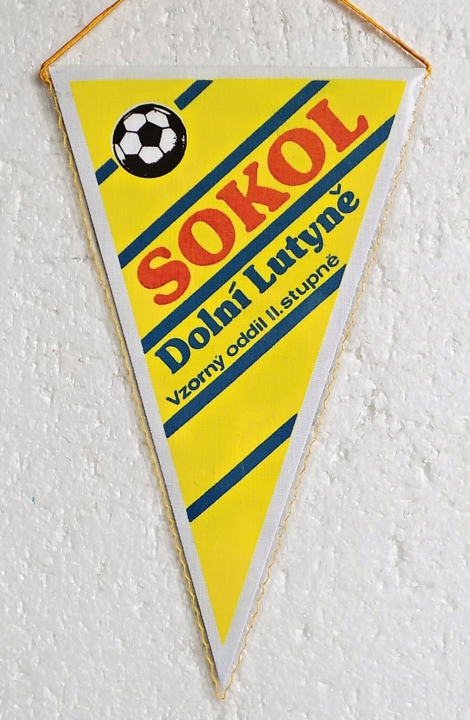 SOKOL
Dolní Lutyně
Vzorný oddíl II.stupně